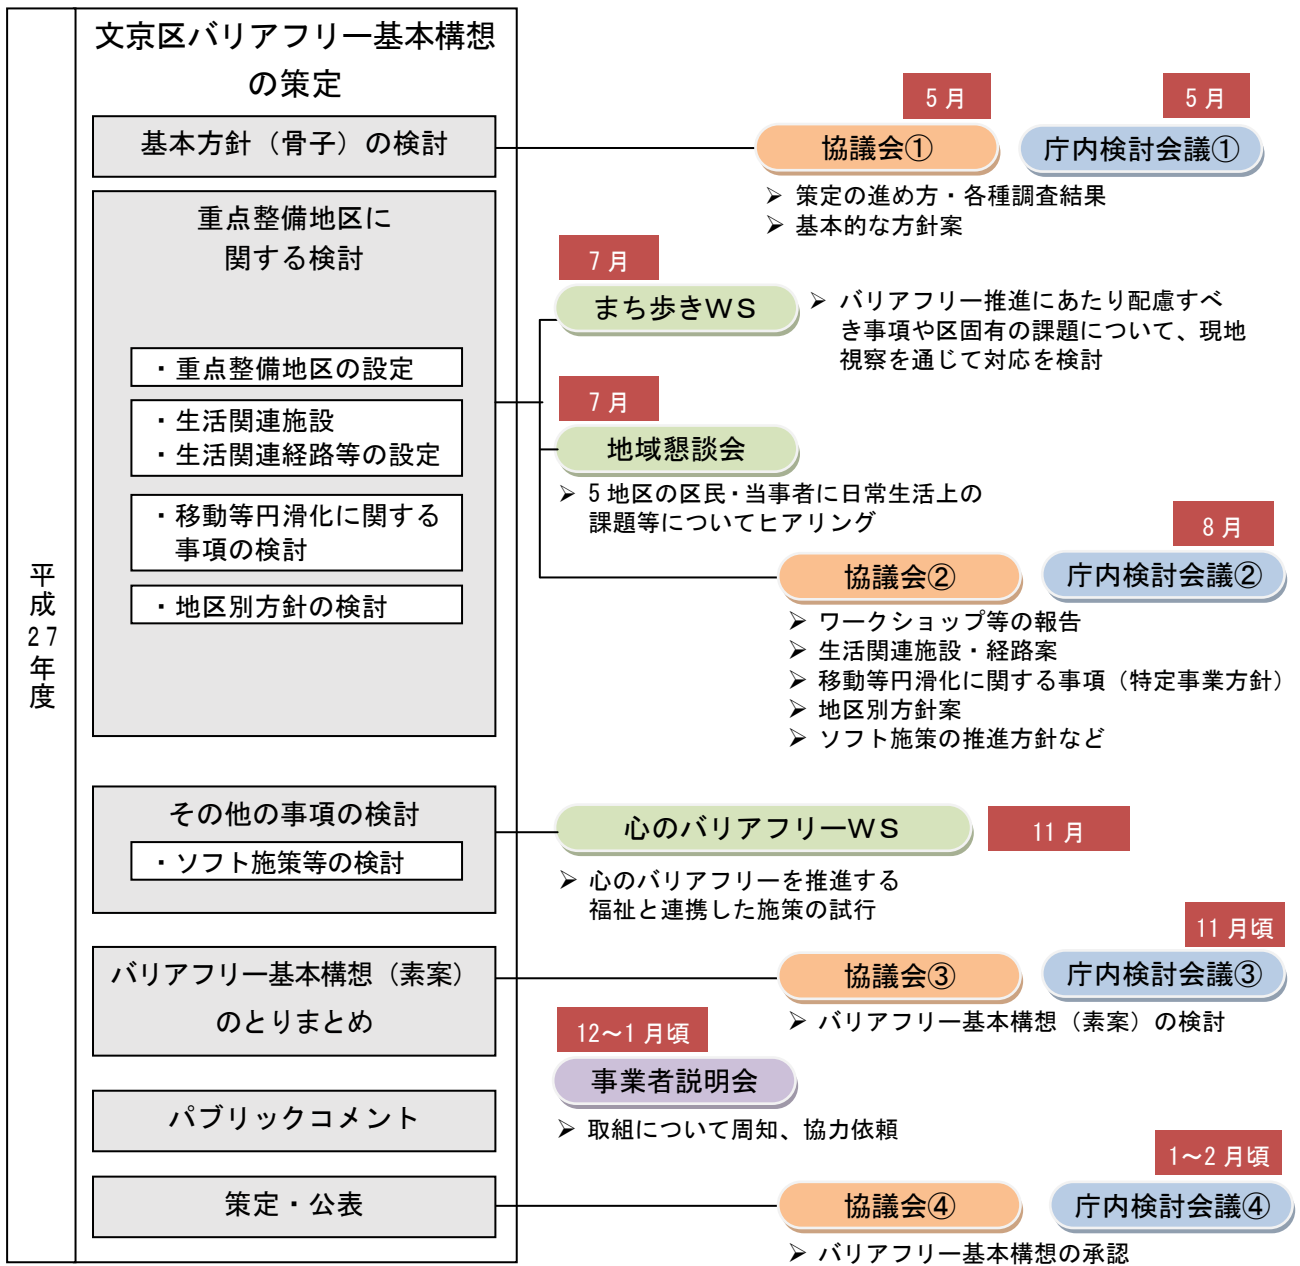 平成27年度
文京区バリアフリー基本構想
の策定
基本方針（骨子）の検討
5月
協議会①
5月
庁内検討会議①
➢ 策定の進め方・各種調査結果
➢ 基本的な方針案
重点整備地区に
関する検討
・重点整備地区の設定
・生活関連施設
・生活関連経路等の設定
・移動等円滑化に関する
事項の検討
・地区別方針の検討
7月
まち歩きWS
➢ バリアフリー推進にあたり配慮すべ
き事項や区固有の課題について、現地
視察を通じて対応を検討
7月
地域懇談会
➢ 5地区の区民・当事者に日常生活上の
課題等についてヒアリング
8月
協議会②
庁内検討会議②
➢ ワークショップ等の報告
➢ 生活関連施設・経路案
➢ 移動等円滑化に関する事項（特定事業方針）
➢ 地区別方針案
➢ ソフト施策の推進方針など
その他の事項の検討
・ソフト施策等の検討
心のバリアフリーWS
11月
➢ 心のバリアフリーを推進する
福祉と連携した施策の試行
バリアフリー基本構想（素案）
のとりまとめ
11月頃
協議会③
庁内検討会議③
➢ バリアフリー基本構想（素案）の検討
12～1月頃
事業者説明会
➢ 取組について周知、協力依頼
パブリックコメント
策定・公表
1～2月頃
協議会④
庁内検討会議④
➢ バリアフリー基本構想の承認